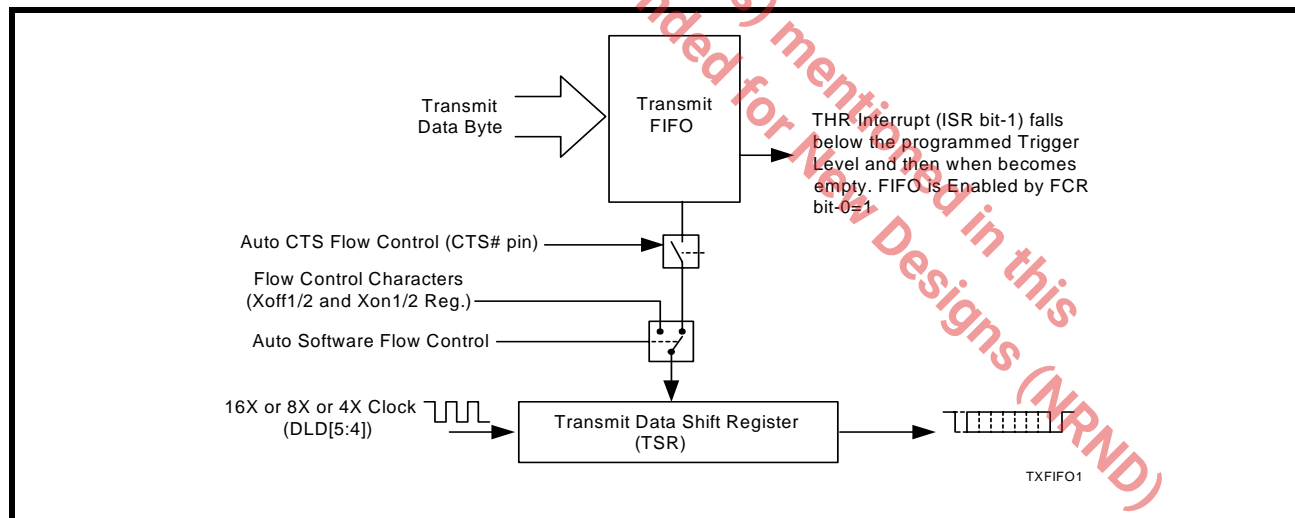 s) mentioned in this
nded for New Designs (NRND)
Transmit
Data Byte
Transmit
FIFO
THR Interrupt (ISR bit-1) falls
below the programmed Trigger
Level and then when becomes
empty. FIFO is Enabled by FCR
bit-0=1
Auto CTS Flow Control (CTS# pin)
Flow Control Characters
(Xoff1/2 and Xon1/2 Reg.)
Auto Software Flow Control
16X or 8X or 4X Clock
(DLD[5:4])
Transmit Data Shift Register
(TSR)
TXFIFO1